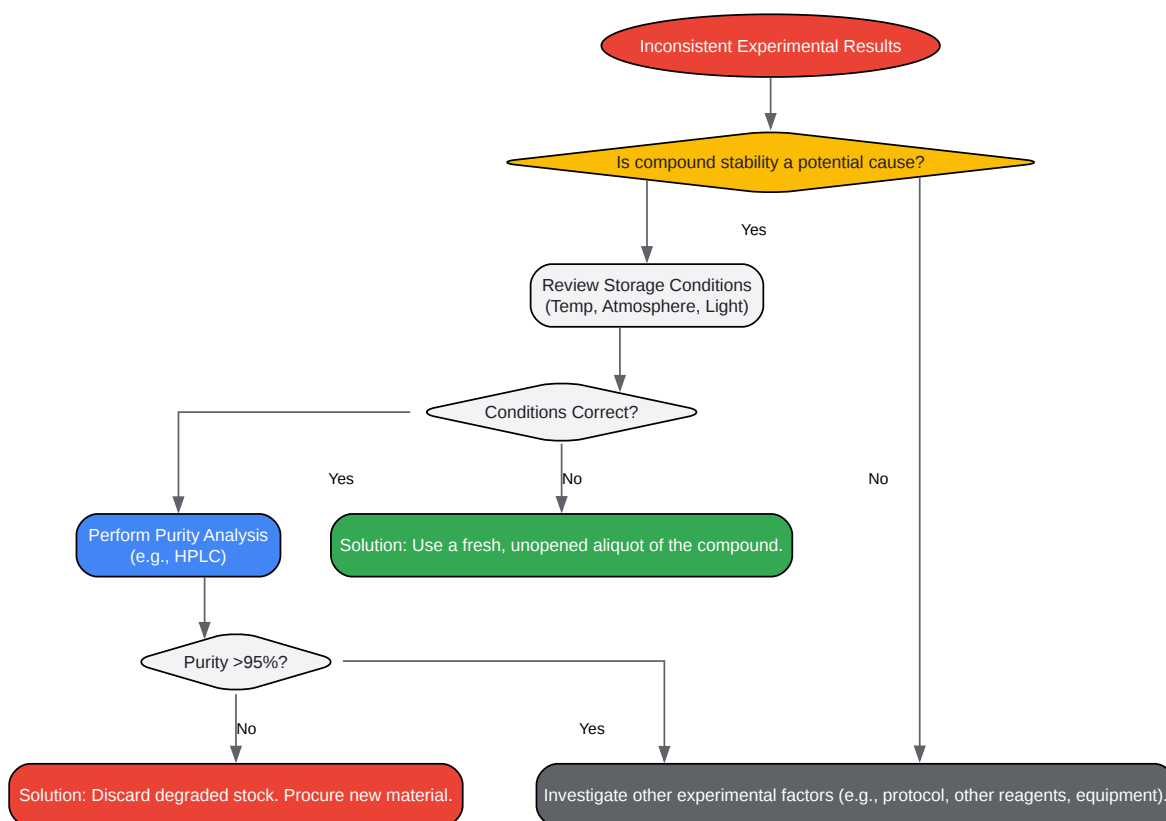 Inconsistent Experimental Results
Is compound stability a potential cause?
Yes
Review Storage Conditions
(Temp, Atmosphere, Light)
Conditions Correct?
Yes
No
No
Perform Purity Analysis
(e.g., HPLC)
Solution: Use a fresh, unopened aliquot of the compound.
Purity >95%?
No
Yes
Solution: Discard degraded stock. Procure new material.
Investigate other experimental factors (e.g., protocol, other reagents, equipment).